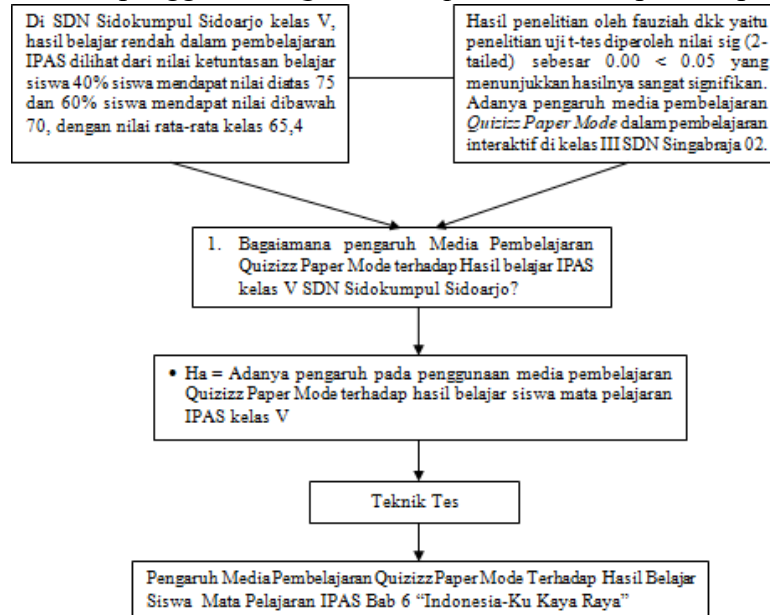 Di SDN Sidokumpul Sidoarjo kelas V,
hasil belajar rendah dalam pembelajaran
IPAS dilihat dari nilai ketuntasan belajar
siswa 40% siswa mendapat nilai diatas 75
dan 60% siswa mendapat nilai dibawah
70, dengan nilai rata-rata kelas 65,4
Hasil penelitian oleh fauziah dkk yaitu
penelitian uji t-tes diperoleh nilai sig (2-
tailed) sebesar 0.00 < 0.05 yang
menunjukkan hasilnya sangat signifikan.
Adanya pengaruh media pembelajaran
Quizizz Paper Mode dalam pembelajaran
interaktif di kelas III SDN Singabraja 02.
1. Bagaiamana pengaruh Media Pembelajaran
Quizizz Paper Mode terhadap Hasil belajar IPAS
kelas V SDN Sidokumpul Sidoarjo?
• Ha = Adanya pengaruh pada penggunaan media pembelajaran
Quizizz Paper Mode terhadap hasil belajar siswa mata pelajaran
IPAS kelas V
Teknik Tes
Pengaruh Media Pembelajaran Quizizz Paper Mode Terhadap Hasil Belajar
Siswa Mata Pelajaran IPAS Bab 6 “Indonesia-Ku Kaya Raya”